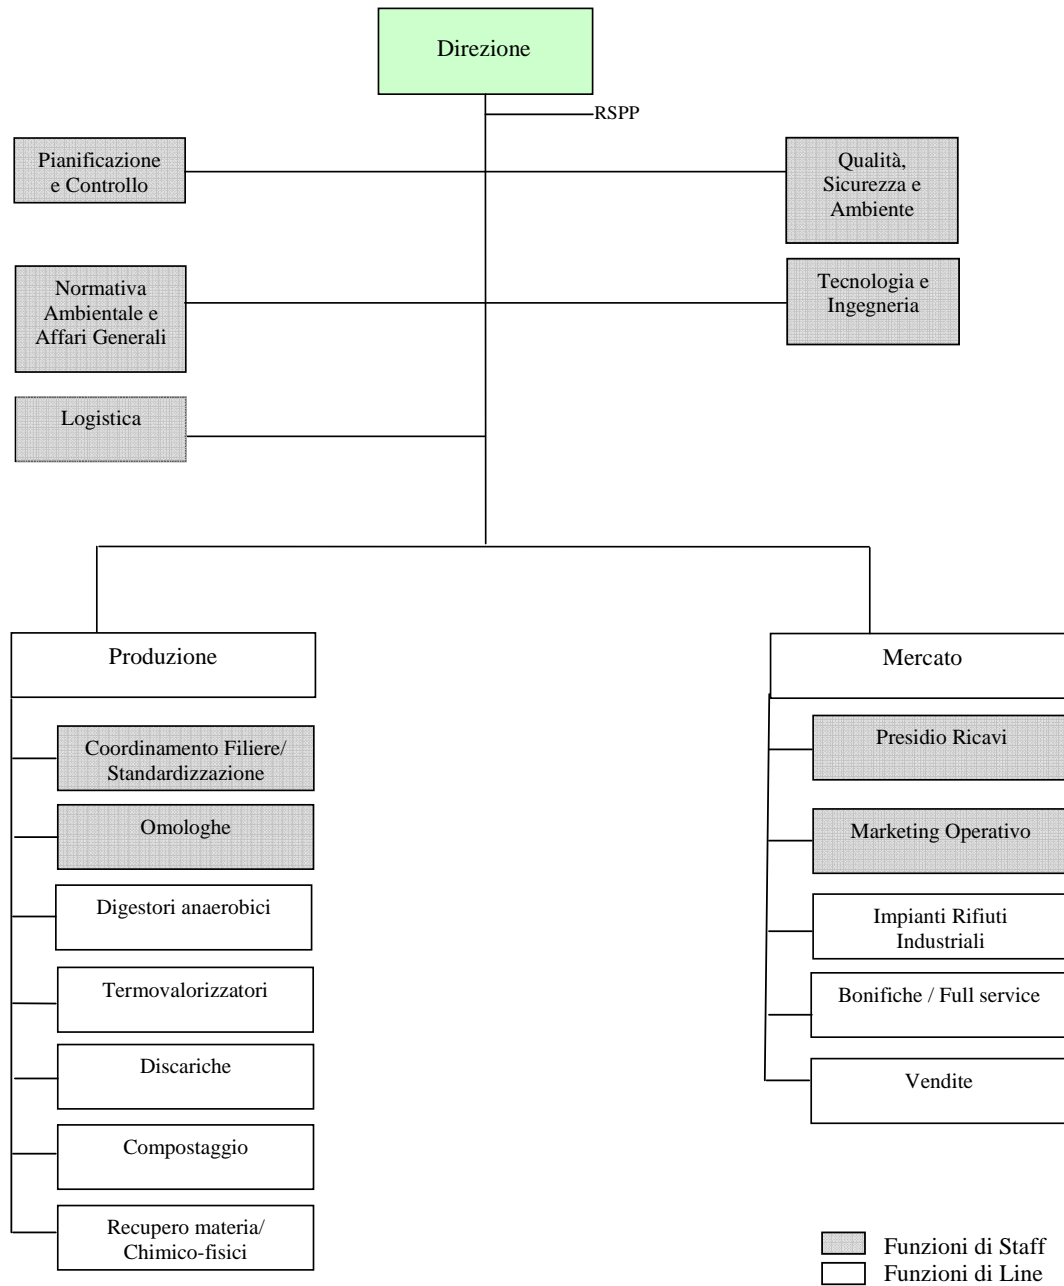 Direzione
RSPP
Pianificazione
e Controllo
Qualità,
Sicurezza e
Ambiente
Normativa
Ambientale e
Affari Generali
Tecnologia e
Ingegneria
Logistica
Produzione
Mercato
Coordinamento Filiere/
Standardizzazione
Omologhe
Digestori anaerobici
Termovalorizzatori
Discariche
Compostaggio
Recupero materia/
Chimico-fisici
Presidio Ricavi
Marketing Operativo
Impianti Rifiuti
Industriali
Bonifiche / Full service
Vendite
Funzioni di Staff
Funzioni di Line